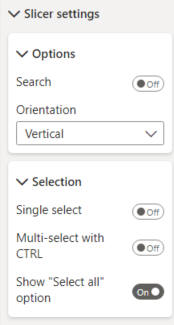 Slicer settings
Options
Search
Off
Orientation
Vertical
Selection
Single select
Off
Multi-select with
CTRL
Off
Show "Select all"
option
On